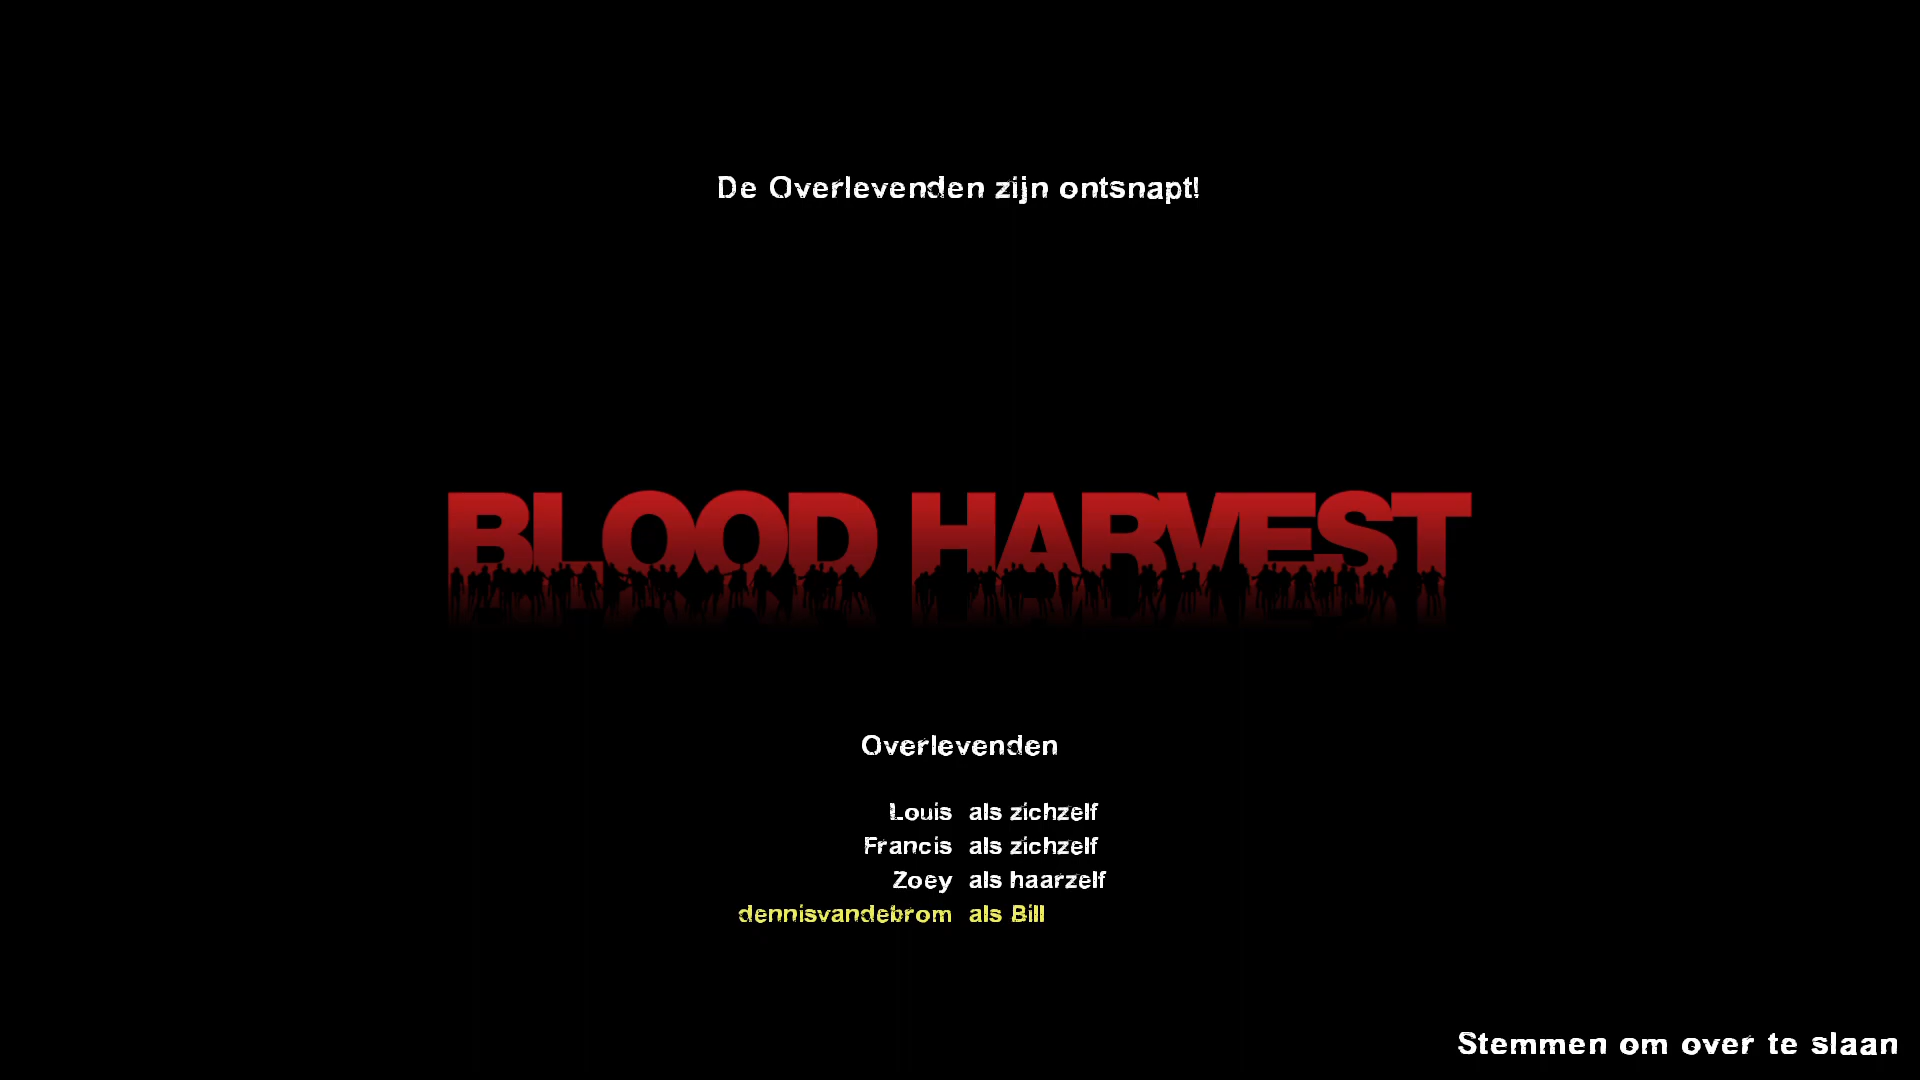 De Overlevenden zijn ontsnapt!
BLOOD HARVEST
Overlevenden
Louis als zichzelf
Francis als zichzelf
Zoey als haarzelf
dennisvandebrom als Bill
Stemmen om over te slaan